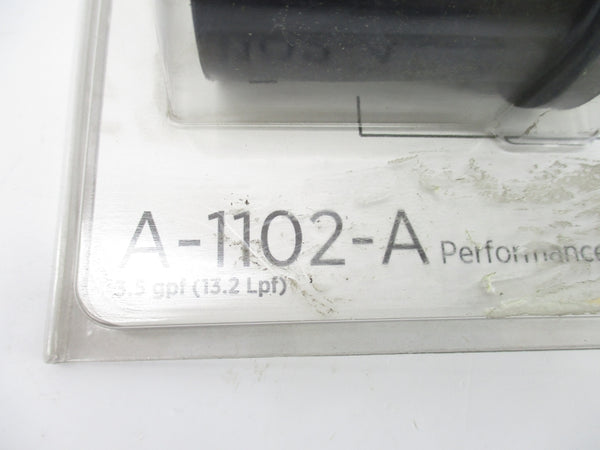 A-1102-A Performance
3.5 gpf (13.2 Lpf)